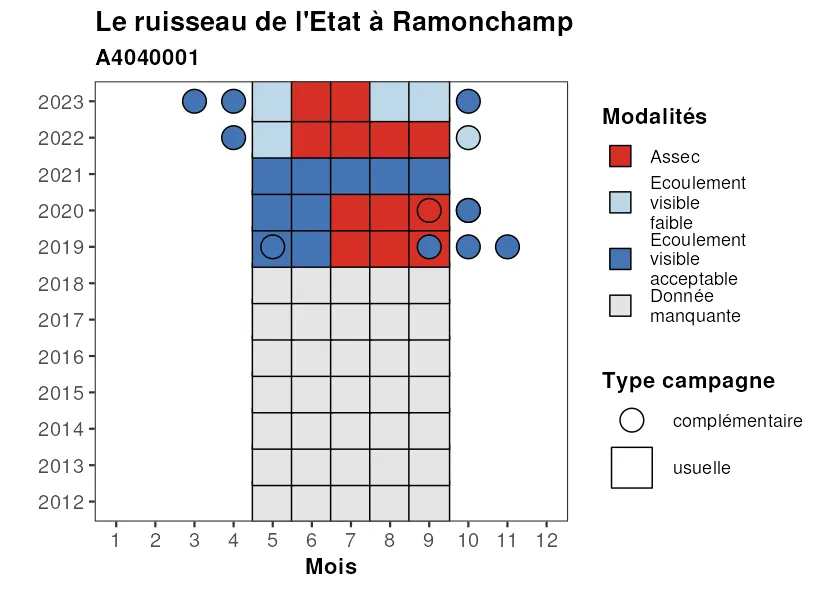 Le ruisseau de l'Etat à Ramonchamp
A4040001
2023
2022
2021
2020
2019
2018
2017
2016
2015
2014
2013
2012
1 2 3 4 5 6 7 8 9 10 11 12
Mois
Modalités
Assec
Ecoulement
visible
faible
Ecoulement
visible
acceptable
Donnée
manquante
Type campagne
complémentaire
usuelle